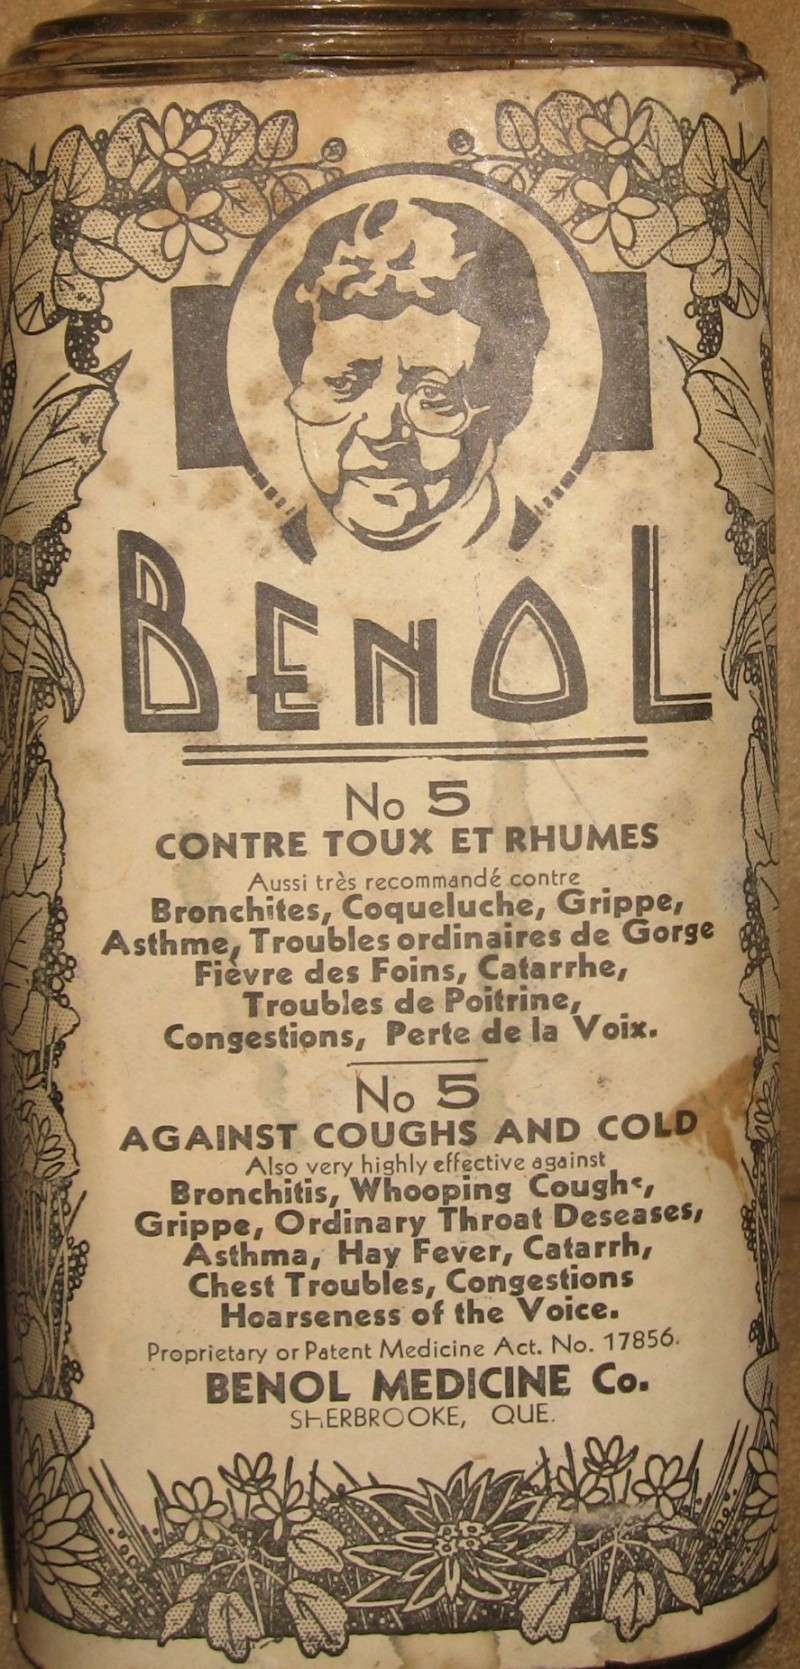 BENOL
No 5
CONTRE TOUX ET RHUMES
Aussi très recommandé contre
Bronchites, Coqueluche, Grippe,
Asthme, Troubles ordinaires de Gorge
Fièvre des Foins, Catarrhe,
Troubles de Poitrine,
Congestions, Perte de la Voix.
No 5
AGAINST COUGHS AND COLD
Also very highly effective against
Bronchitis, Whooping Coughs,
Grippe, Ordinary Throat Deseases,
Asthma, Hay Fever, Catarrh,
Chest Troubles, Congestions
Hoarseness of the Voice.
Proprietary or Patent Medicine Act. No. 17856.
BENOL MEDICINE Co.
SHERBROOKE, QUE.